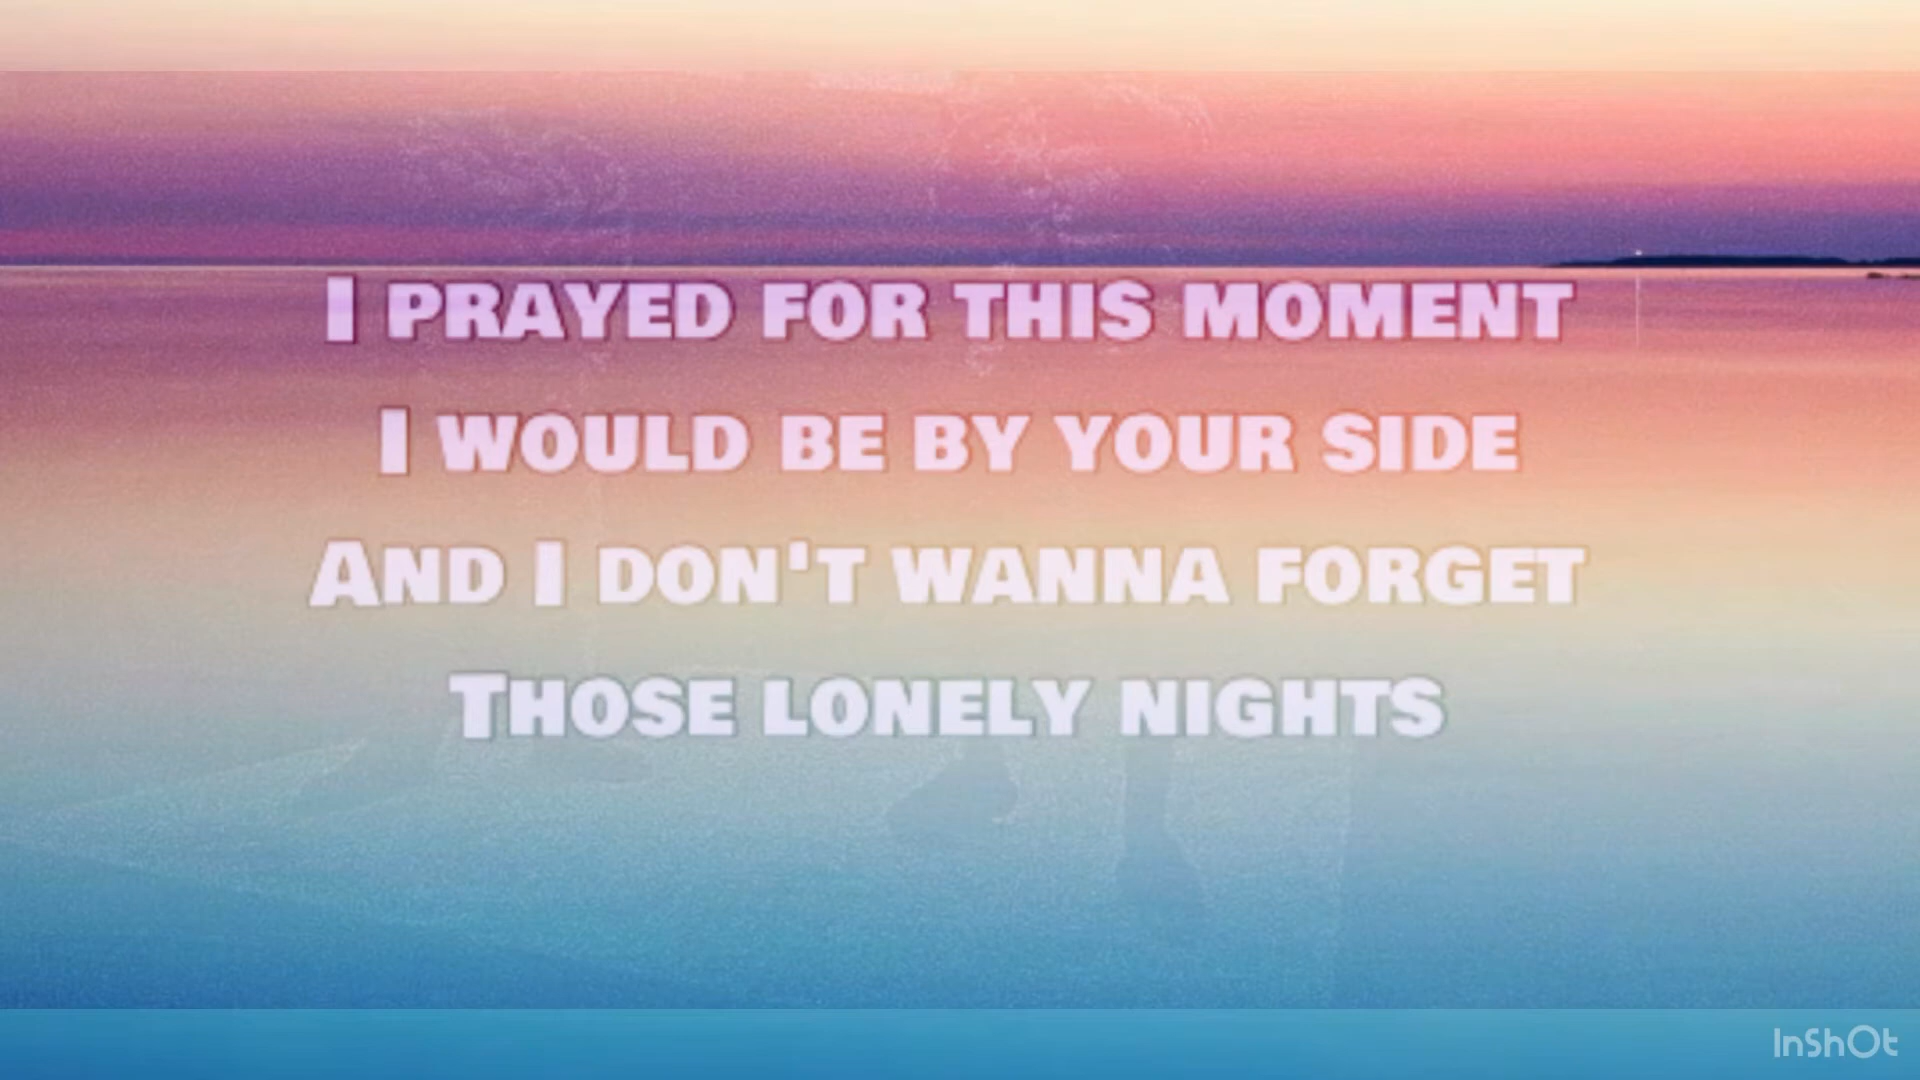 I prayed for this moment
I would be by your side
And I don't wanna forget
Those lonely nights
InShOt